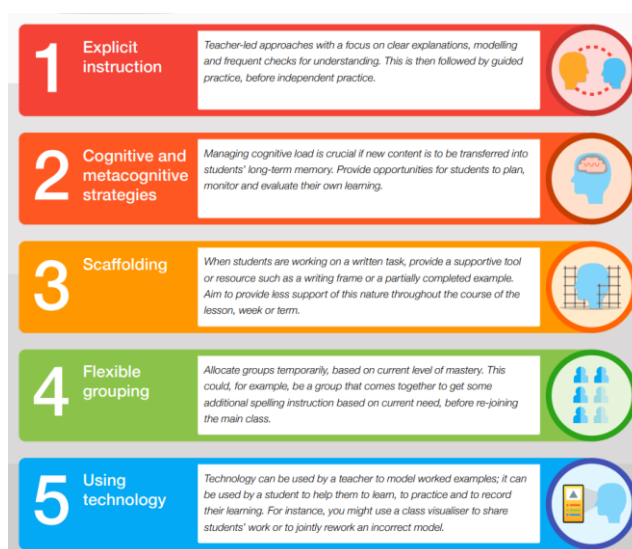 1
Explicit
instruction
Teacher-led approaches with a focus on clear explanations, modelling
and frequent checks for understanding. This is then followed by guided
practice, before independent practice.
2
Cognitive and
metacognitive
strategies
Managing cognitive load is crucial if new content is to be transferred into
students' long-term memory. Provide opportunities for students to plan,
monitor and evaluate their own learning.
3
Scaffolding
When students are working on a written task, provide a supportive tool
or resource such as a writing frame or a partially completed example.
Aim to provide less support of this nature throughout the course of the
lesson, week or term.
4
Flexible
grouping
Allocate groups temporarily, based on current level of mastery. This
could, for example, be a group that comes together to get some
additional spelling instruction based on current need, before re-joining
the main class.
5
Using
technology
Technology can be used by a teacher to model worked examples; it can
be used by a student to help them to learn, to practice and to record
their learning. For instance, you might use a class visualiser to share
students' work or to jointly rework an incorrect model.